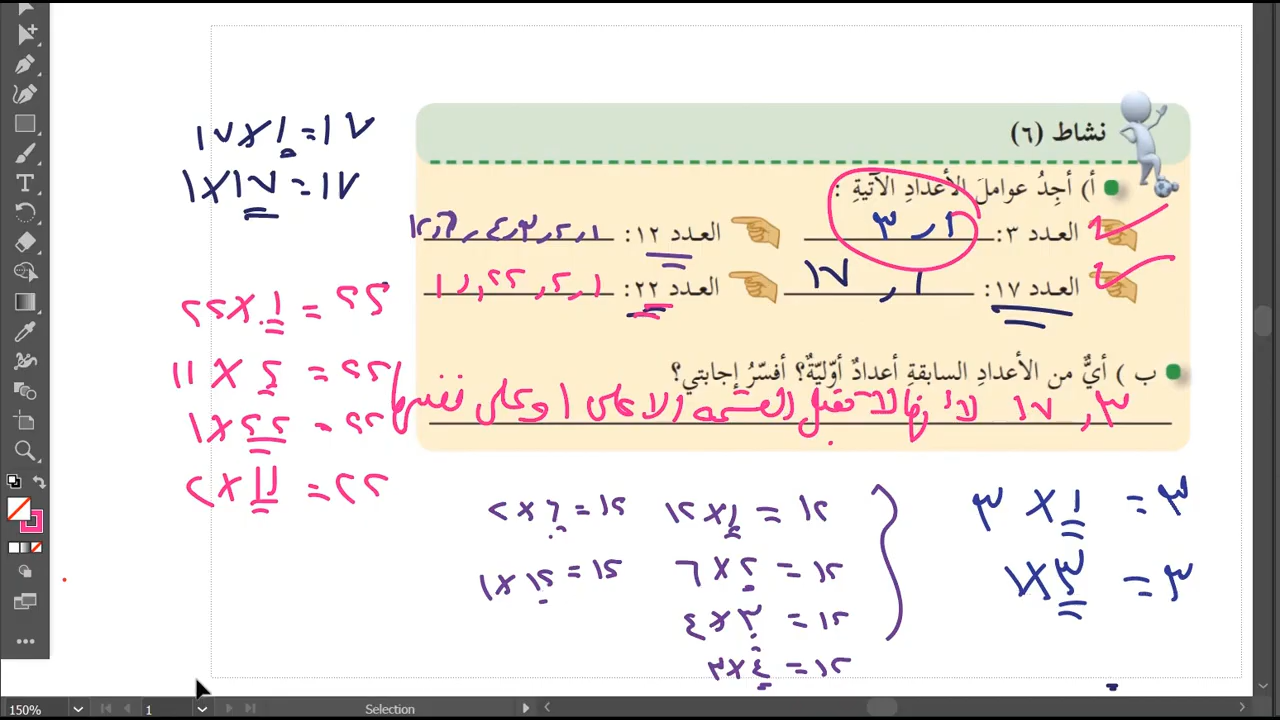 نشاط (٦)
أ) أجِدُ عواملَ الأعدادِ الآتيةِ :
العدد ٣: ١ , ٣
العدد ١٢: ١, ٢, ٣, ٤, ٦, ١٢
العدد ١٧: ١ , ١٧
العدد ٢٢: ١, ٢, ٢٢, ١١
ب ) أيٌّ من الأعدادِ السابقةِ أعدادٌ أوّليّةٌ؟ أفسّرُ إجابتي؟
٣, ١٧ لأنها لا تقبل القسمة الا على ١ وعلى نفسها
١٧ = ١ × ١٧
١٧ = ١٧ × ١
٢٢ = ١ × ٢٢
٢٢ = ٢ × ١١
٢٢ = ٢٢ × ١
٢٢ = ١١ × ٢
٣ = ١ × ٣
٣ = ٣ × ١
١٢ = ١ × ١٢
١٢ = ٢ × ٦
١٢ = ٣ × ٤
١٢ = ٤ × ٣
١٢ = ٦ × ٢
١٢ = ١٢ × ١
150%
1
Selection